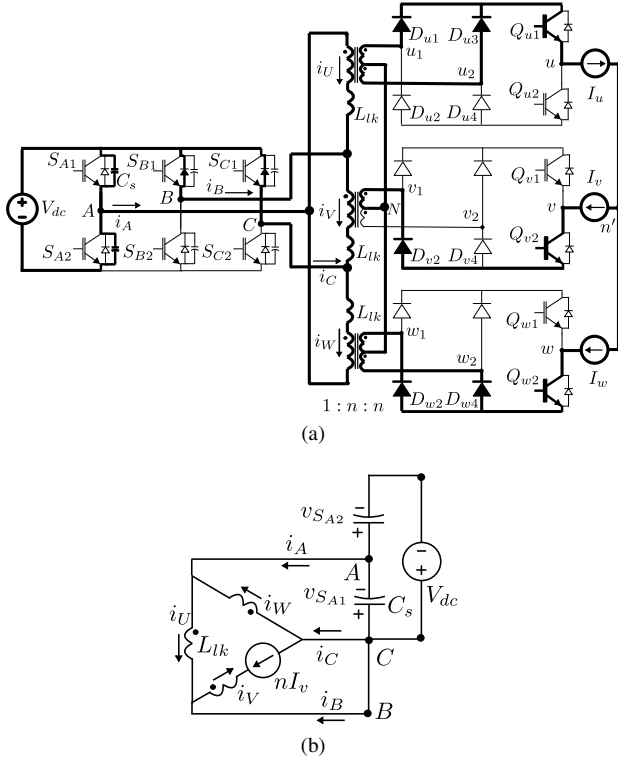 D_{u1} D_{u3} Q_{u1}
u_1 u_2 u I_u
i_U
L_{lk} D_{u2} D_{u4} Q_{u2}
S_{A1} S_{B1} S_{C1}
C_s
V_{dc} A B i_B
i_A C
S_{A2} S_{B2} S_{C2}
i_C
i_V N v_1 v_2 Q_{v1} I_v
v n'
L_{lk} D_{v2} D_{v4} Q_{v2}
L_{lk}
i_W w_1 w_2 Q_{w1}
w I_w
D_{w2} D_{w4} Q_{w2}
1 : n : n
(a)
v_{S_{A2}} − +
i_A A
V_{dc} − +
v_{S_{A1}} − + C_s
i_W
i_U
L_{lk}
i_C C
i_V nI_v
i_B B
(b)